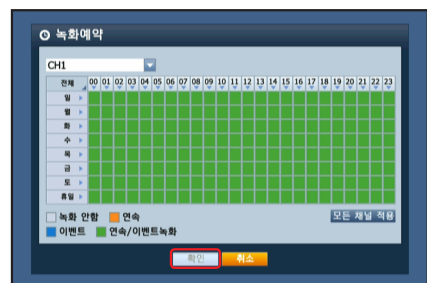 녹화예약
CH1
전체 00 01 02 03 04 05 06 07 08 09 10 11 12 13 14 15 16 17 18 19 20 21 22 23
일
월
화
수
목
금
토
휴일
녹화 안함 연속 모든 채널 적용
이벤트 연속/이벤트녹화
확인 취소